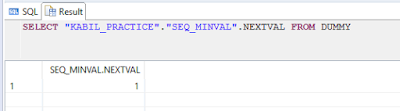 SQL Result
SELECT "KABIL_PRACTICE"."SEQ_MINVAL".NEXTVAL FROM DUMMY
SEQ_MINVAL.NEXTVAL
1 1